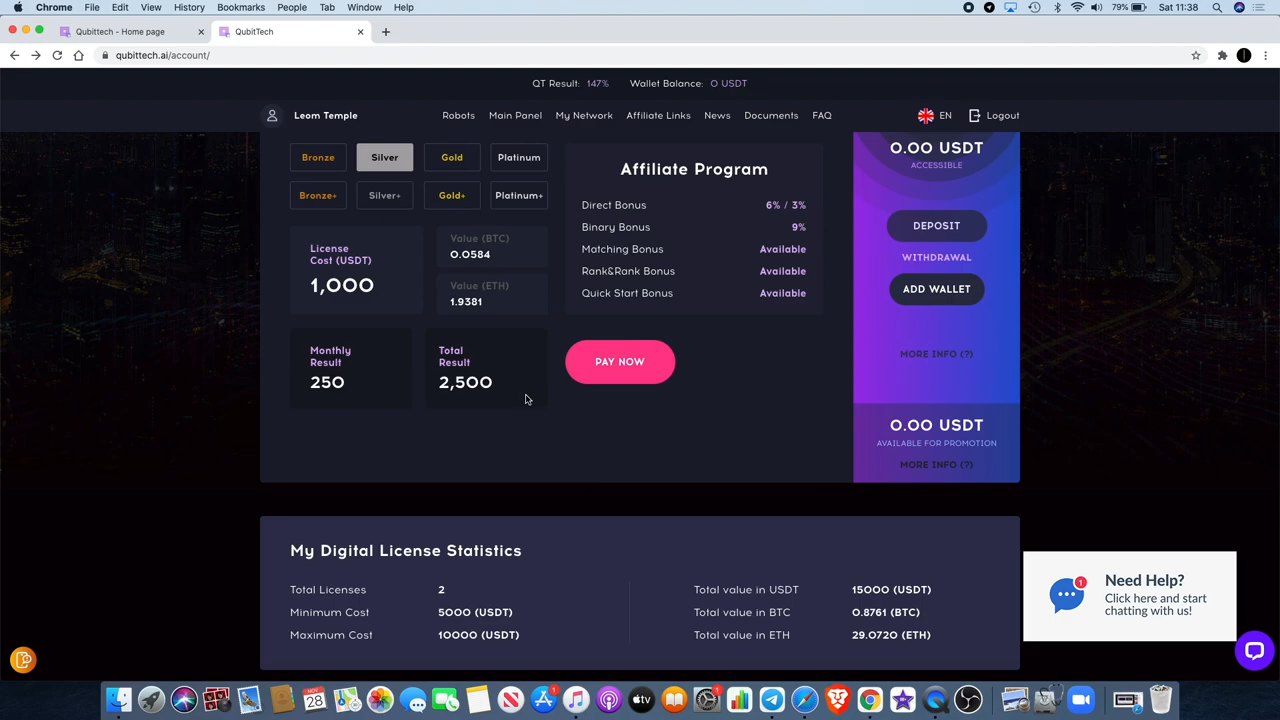 Chrome File Edit View History Bookmarks People Tab Window Help 79% Sat 11:38
Qubittech - Home page
QubitTech
qubittech.ai/account/
QT Result: 147% Wallet Balance: 0 USDT
Leom Temple
Robots Main Panel My Network Affiliate Links News Documents FAQ
EN Logout
Bronze Silver Gold Platinum
Bronze+ Silver+ Gold+ Platinum+
License
Cost (USDT)
1,000
Value (BTC)
0.0584
Value (ETH)
1.9381
Monthly
Result
250
Total
Result
2,500
Affiliate Program
Direct Bonus 6% / 3%
Binary Bonus 9%
Matching Bonus Available
Rank&Rank Bonus Available
Quick Start Bonus Available
PAY NOW
0.00 USDT
ACCESSIBLE
DEPOSIT
WITHDRAWAL
ADD WALLET
MORE INFO (?)
0.00 USDT
AVAILABLE FOR PROMOTION
MORE INFO (?)
My Digital License Statistics
Total Licenses 2
Minimum Cost 5000 (USDT)
Maximum Cost 10000 (USDT)
Total value in USDT 15000 (USDT)
Total value in BTC 0.8761 (BTC)
Total value in ETH 29.0720 (ETH)
1
Need Help?
Click here and start
chatting with us!
NOV
28
1
1
tv